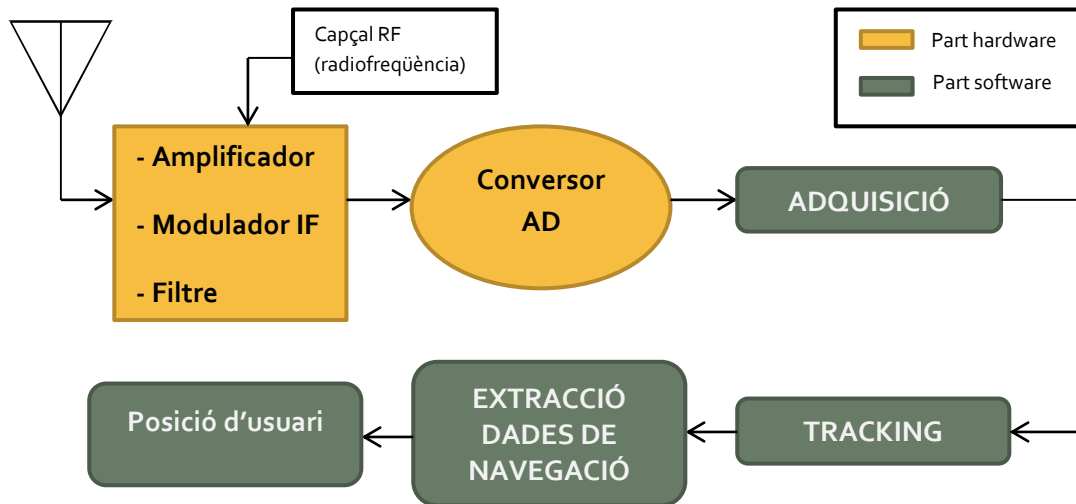 Capçal RF
(radiofreqüència)
Part hardware
Part software
- Amplificador
- Modulador IF
- Filtre
Conversor
AD
ADQUISICIÓ
Posició d'usuari
EXTRACCIÓ
DADES DE
NAVEGACIÓ
TRACKING